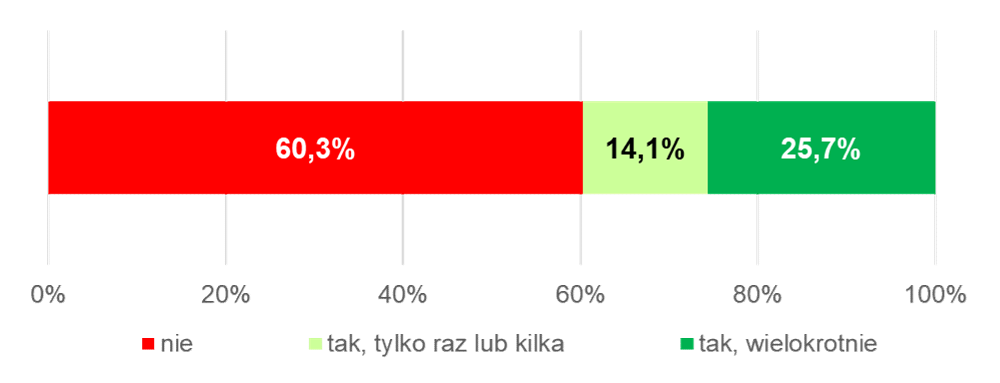 60,3% 14,1% 25,7%
0% 20% 40% 60% 80% 100%
nie tak, tylko raz lub kilka tak, wielokrotnie